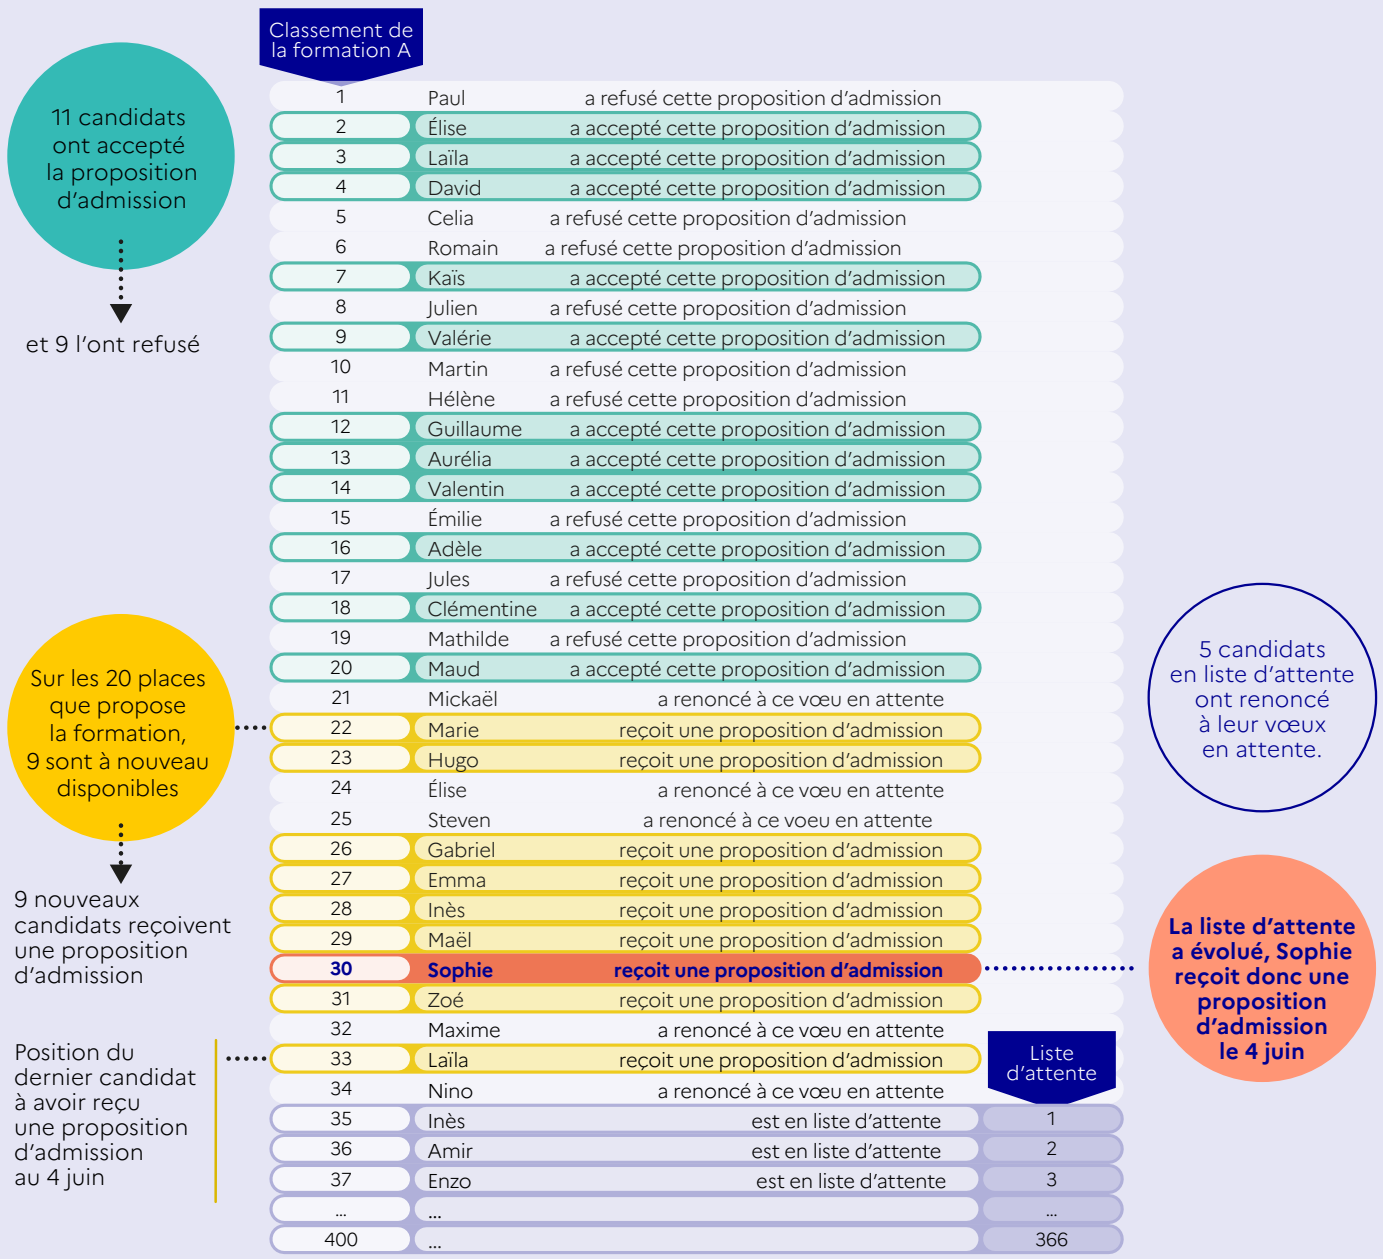 Classement de
la formation A
11 candidats
ont accepté
la proposition
d'admission
et 9 l'ont refusé
1 Paul a refusé cette proposition d'admission
2 Élise a accepté cette proposition d'admission
3 Laïla a accepté cette proposition d'admission
4 David a accepté cette proposition d'admission
5 Celia a refusé cette proposition d'admission
6 Romain a refusé cette proposition d'admission
7 Kaïs a accepté cette proposition d'admission
8 Julien a refusé cette proposition d'admission
9 Valérie a accepté cette proposition d'admission
10 Martin a refusé cette proposition d'admission
11 Hélène a refusé cette proposition d'admission
12 Guillaume a accepté cette proposition d'admission
13 Aurélia a accepté cette proposition d'admission
14 Valentin a accepté cette proposition d'admission
15 Émilie a refusé cette proposition d'admission
16 Adèle a accepté cette proposition d'admission
17 Jules a refusé cette proposition d'admission
18 Clémentine a accepté cette proposition d'admission
19 Mathilde a refusé cette proposition d'admission
20 Maud a accepté cette proposition d'admission
21 Mickaël a renoncé à ce vœu en attente
22 Marie reçoit une proposition d'admission
23 Hugo reçoit une proposition d'admission
24 Élise a renoncé à ce vœu en attente
25 Steven a renoncé à ce voeu en attente
26 Gabriel reçoit une proposition d'admission
27 Emma reçoit une proposition d'admission
28 Inès reçoit une proposition d'admission
29 Maël reçoit une proposition d'admission
30 Sophie reçoit une proposition d'admission
31 Zoé reçoit une proposition d'admission
32 Maxime a renoncé à ce vœu en attente
33 Laïla reçoit une proposition d'admission
34 Nino a renoncé à ce vœu en attente
Liste
d'attente
35 Inès est en liste d'attente 1
36 Amir est en liste d'attente 2
37 Enzo est en liste d'attente 3
... ... ...
400 ... 366
Sur les 20 places
que propose
la formation,
9 sont à nouveau
disponibles
9 nouveaux
candidats reçoivent
une proposition
d'admission
Position du
dernier candidat
à avoir reçu
une proposition
d'admission
au 4 juin
5 candidats
en liste d'attente
ont renoncé
à leur vœux
en attente.
La liste d'attente
a évolué, Sophie
reçoit donc une
proposition
d'admission
le 4 juin